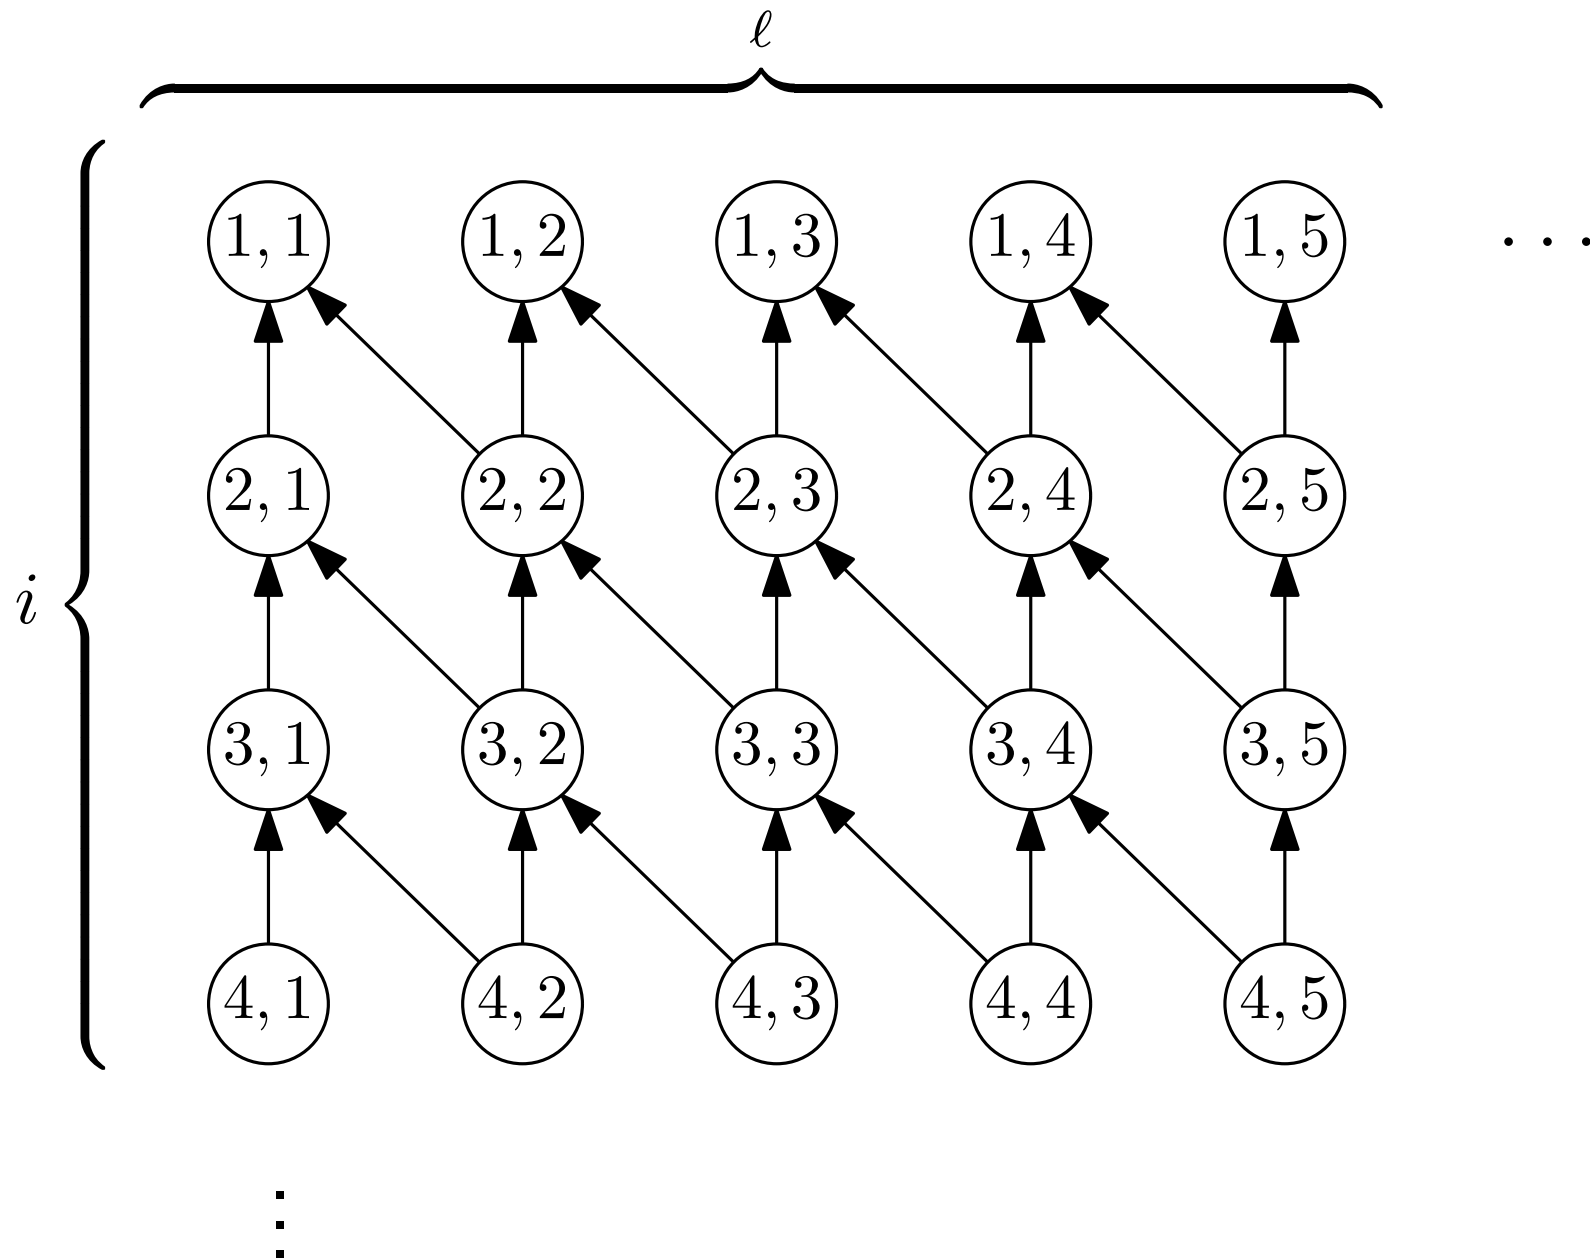 ℓ
1, 1 1, 2 1, 3 1, 4 1, 5 · · ·
2, 1 2, 2 2, 3 2, 4 2, 5
i
3, 1 3, 2 3, 3 3, 4 3, 5
4, 1 4, 2 4, 3 4, 4 4, 5
⋮